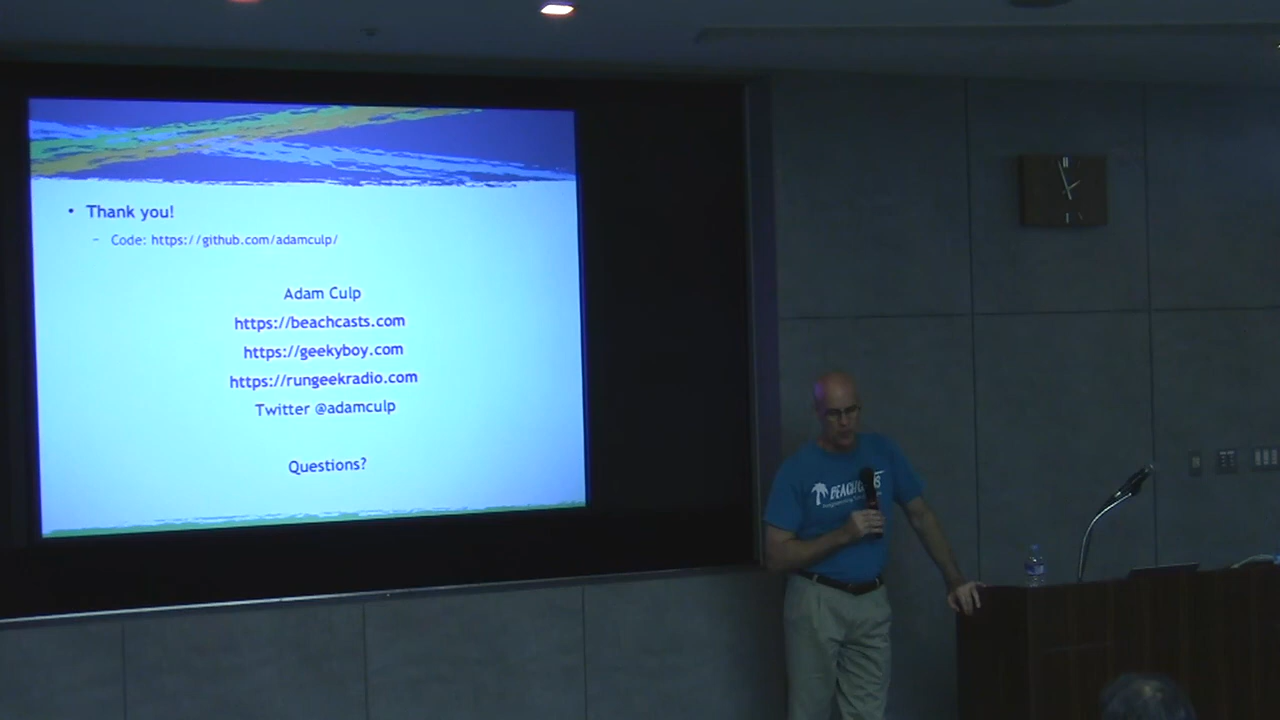 • Thank you!
– Code: https://github.com/adamculp/
Adam Culp
https://beachcasts.com
https://geekyboy.com
https://rungeekradio.com
Twitter @adamculp
Questions?